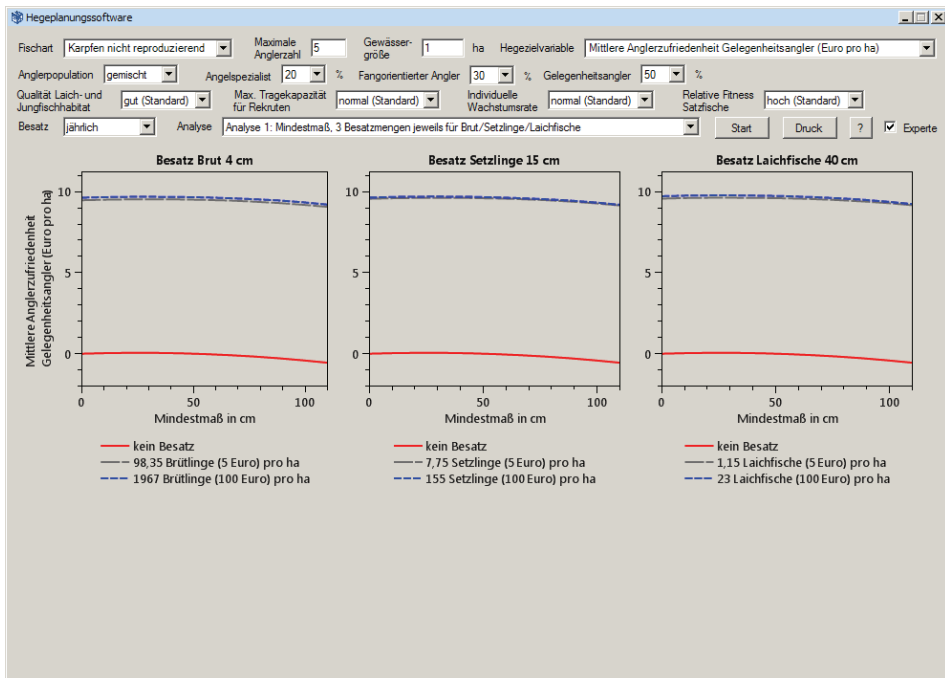 Hegeplanungssoftware
Fischart Karpfen nicht reproduzierend Maximale Anglerzahl 5 Gewässer-größe 1 ha Hegezielvariable Mittlere Anglerzufriedenheit Gelegenheitsangler (Euro pro ha)
Anglerpopulation gemischt Angelspezialist 20 % Fangorientierter Angler 30 % Gelegenheitsangler 50 %
Qualität Laich- und Jungfischhabitat gut (Standard) Max. Tragekapazität für Rekruten normal (Standard) Individuelle Wachstumsrate normal (Standard) Relative Fitness Satzfische hoch (Standard)
Besatz jährlich Analyse Analyse 1: Mindestmaß, 3 Besatzmengen jeweils für Brut/Setzlinge/Laichfische Start Druck ? Experte
Besatz Brut 4 cm
Mittlere Anglerzufriedenheit
Gelegenheitsangler (Euro pro ha)
10
5
0
0 50 100
Mindestmaß in cm
kein Besatz
98,35 Brütlinge (5 Euro) pro ha
1967 Brütlinge (100 Euro) pro ha
Besatz Setzlinge 15 cm
10
5
0
0 50 100
Mindestmaß in cm
kein Besatz
7,75 Setzlinge (5 Euro) pro ha
155 Setzlinge (100 Euro) pro ha
Besatz Laichfische 40 cm
10
5
0
0 50 100
Mindestmaß in cm
kein Besatz
1,15 Laichfische (5 Euro) pro ha
23 Laichfische (100 Euro) pro ha